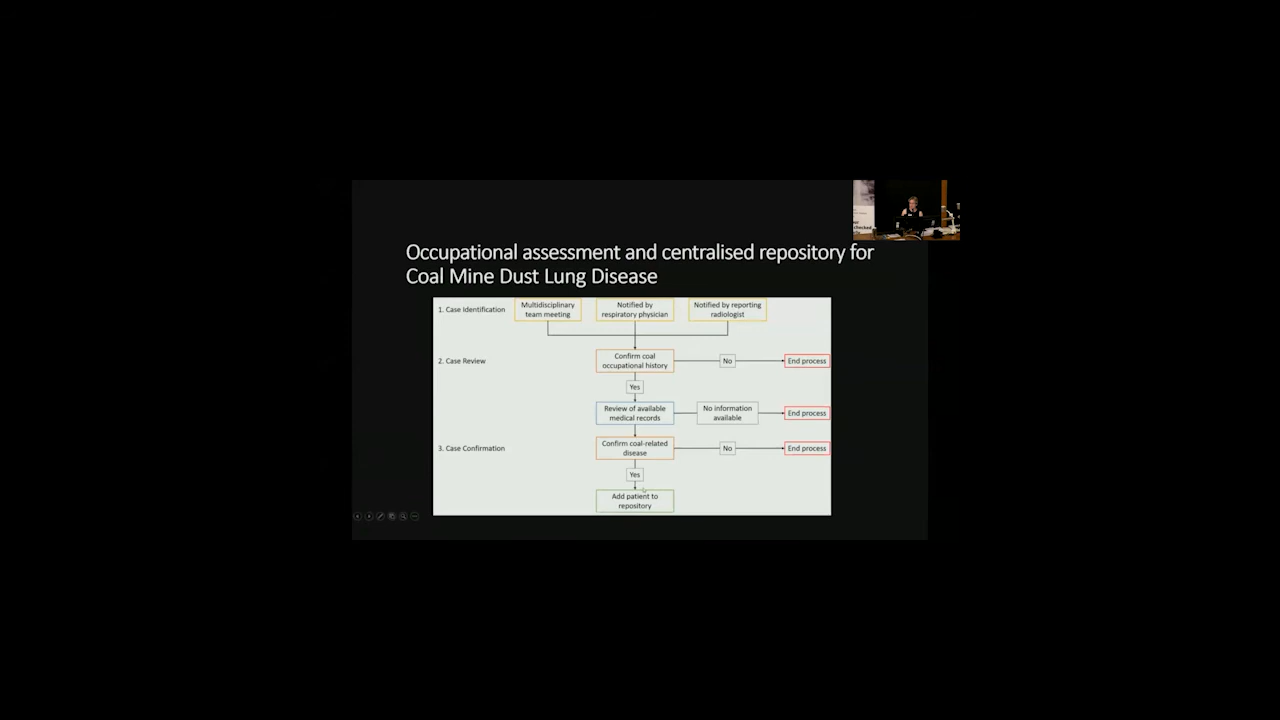 Occupational assessment and centralised repository for
Coal Mine Dust Lung Disease
1. Case Identification
Multidisciplinary
team meeting
Notified by
respiratory physician
Notified by reporting
radiologist
2. Case Review
Confirm coal
occupational history
No
End process
Yes
Review of available
medical records
No information
available
End process
3. Case Confirmation
Confirm coal-related
disease
No
End process
Yes
Add patient to
repository